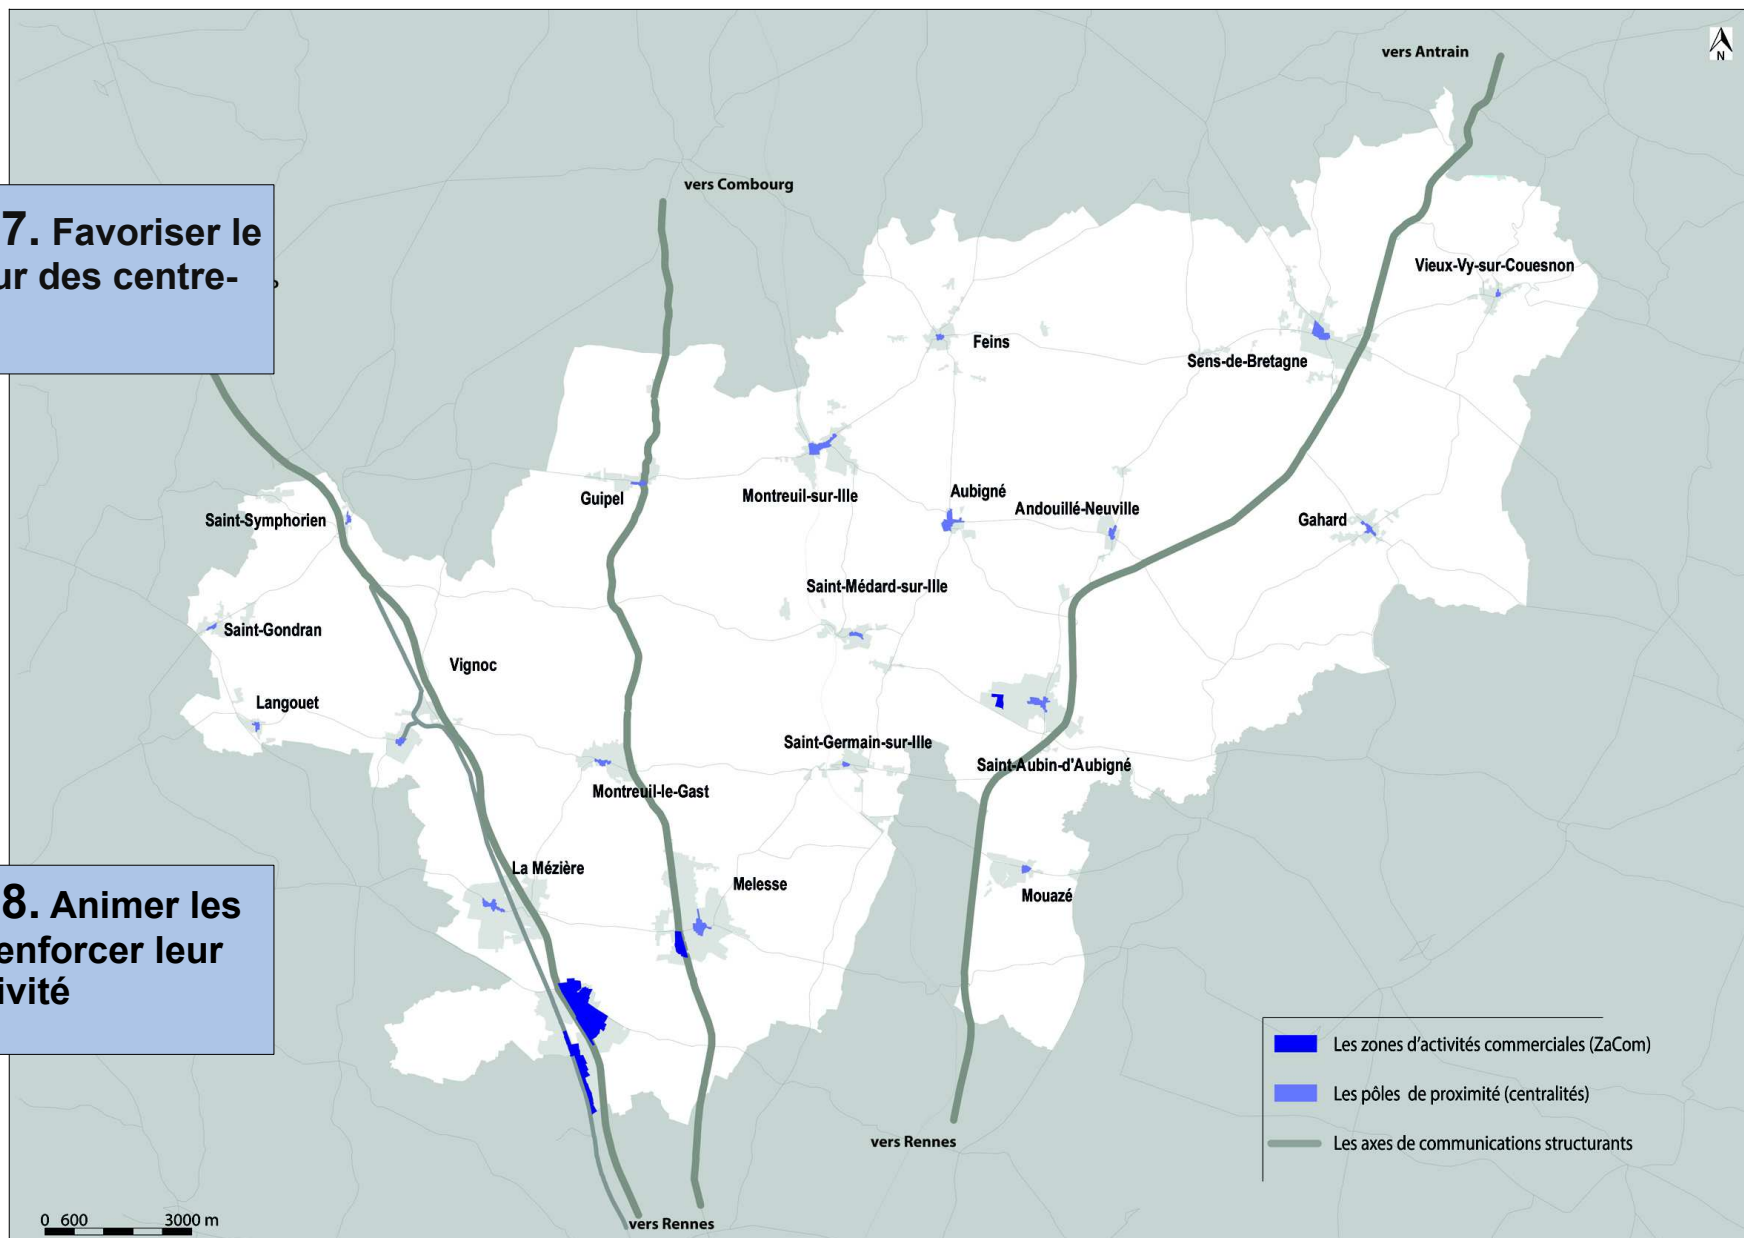 vers Antrain
N
vers Combourg
7. Favoriser le
ur des centre-
Vieux-Vy-sur-Couesnon
Feins
Sens-de-Bretagne
Guipel
Montreuil-sur-Ille
Aubigné
Andouillé-Neuville
Gahard
Saint-Symphorien
Saint-Médard-sur-Ille
Saint-Gondran
Vignoc
Langouet
Saint-Germain-sur-Ille
Saint-Aubin-d'Aubigné
Montreuil-le-Gast
La Mézière
Melesse
Mouazé
8. Animer les
enforcer leur
ivité
Les zones d'activités commerciales (ZaCom)
Les pôles de proximité (centralités)
Les axes de communications structurants
vers Rennes
vers Rennes
0 600 3000 m